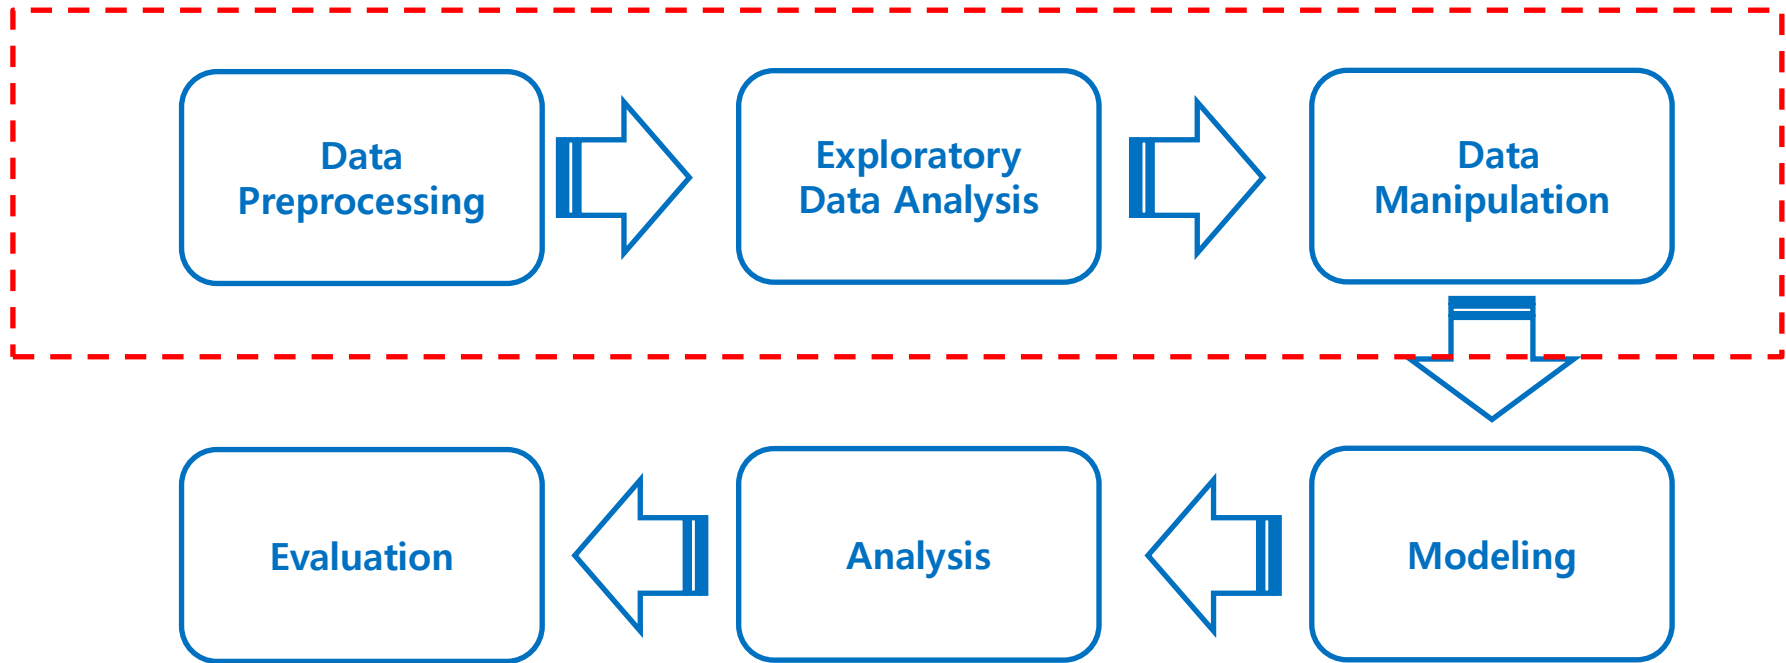 Data
Preprocessing
Exploratory
Data Analysis
Data
Manipulation
Evaluation
Analysis
Modeling